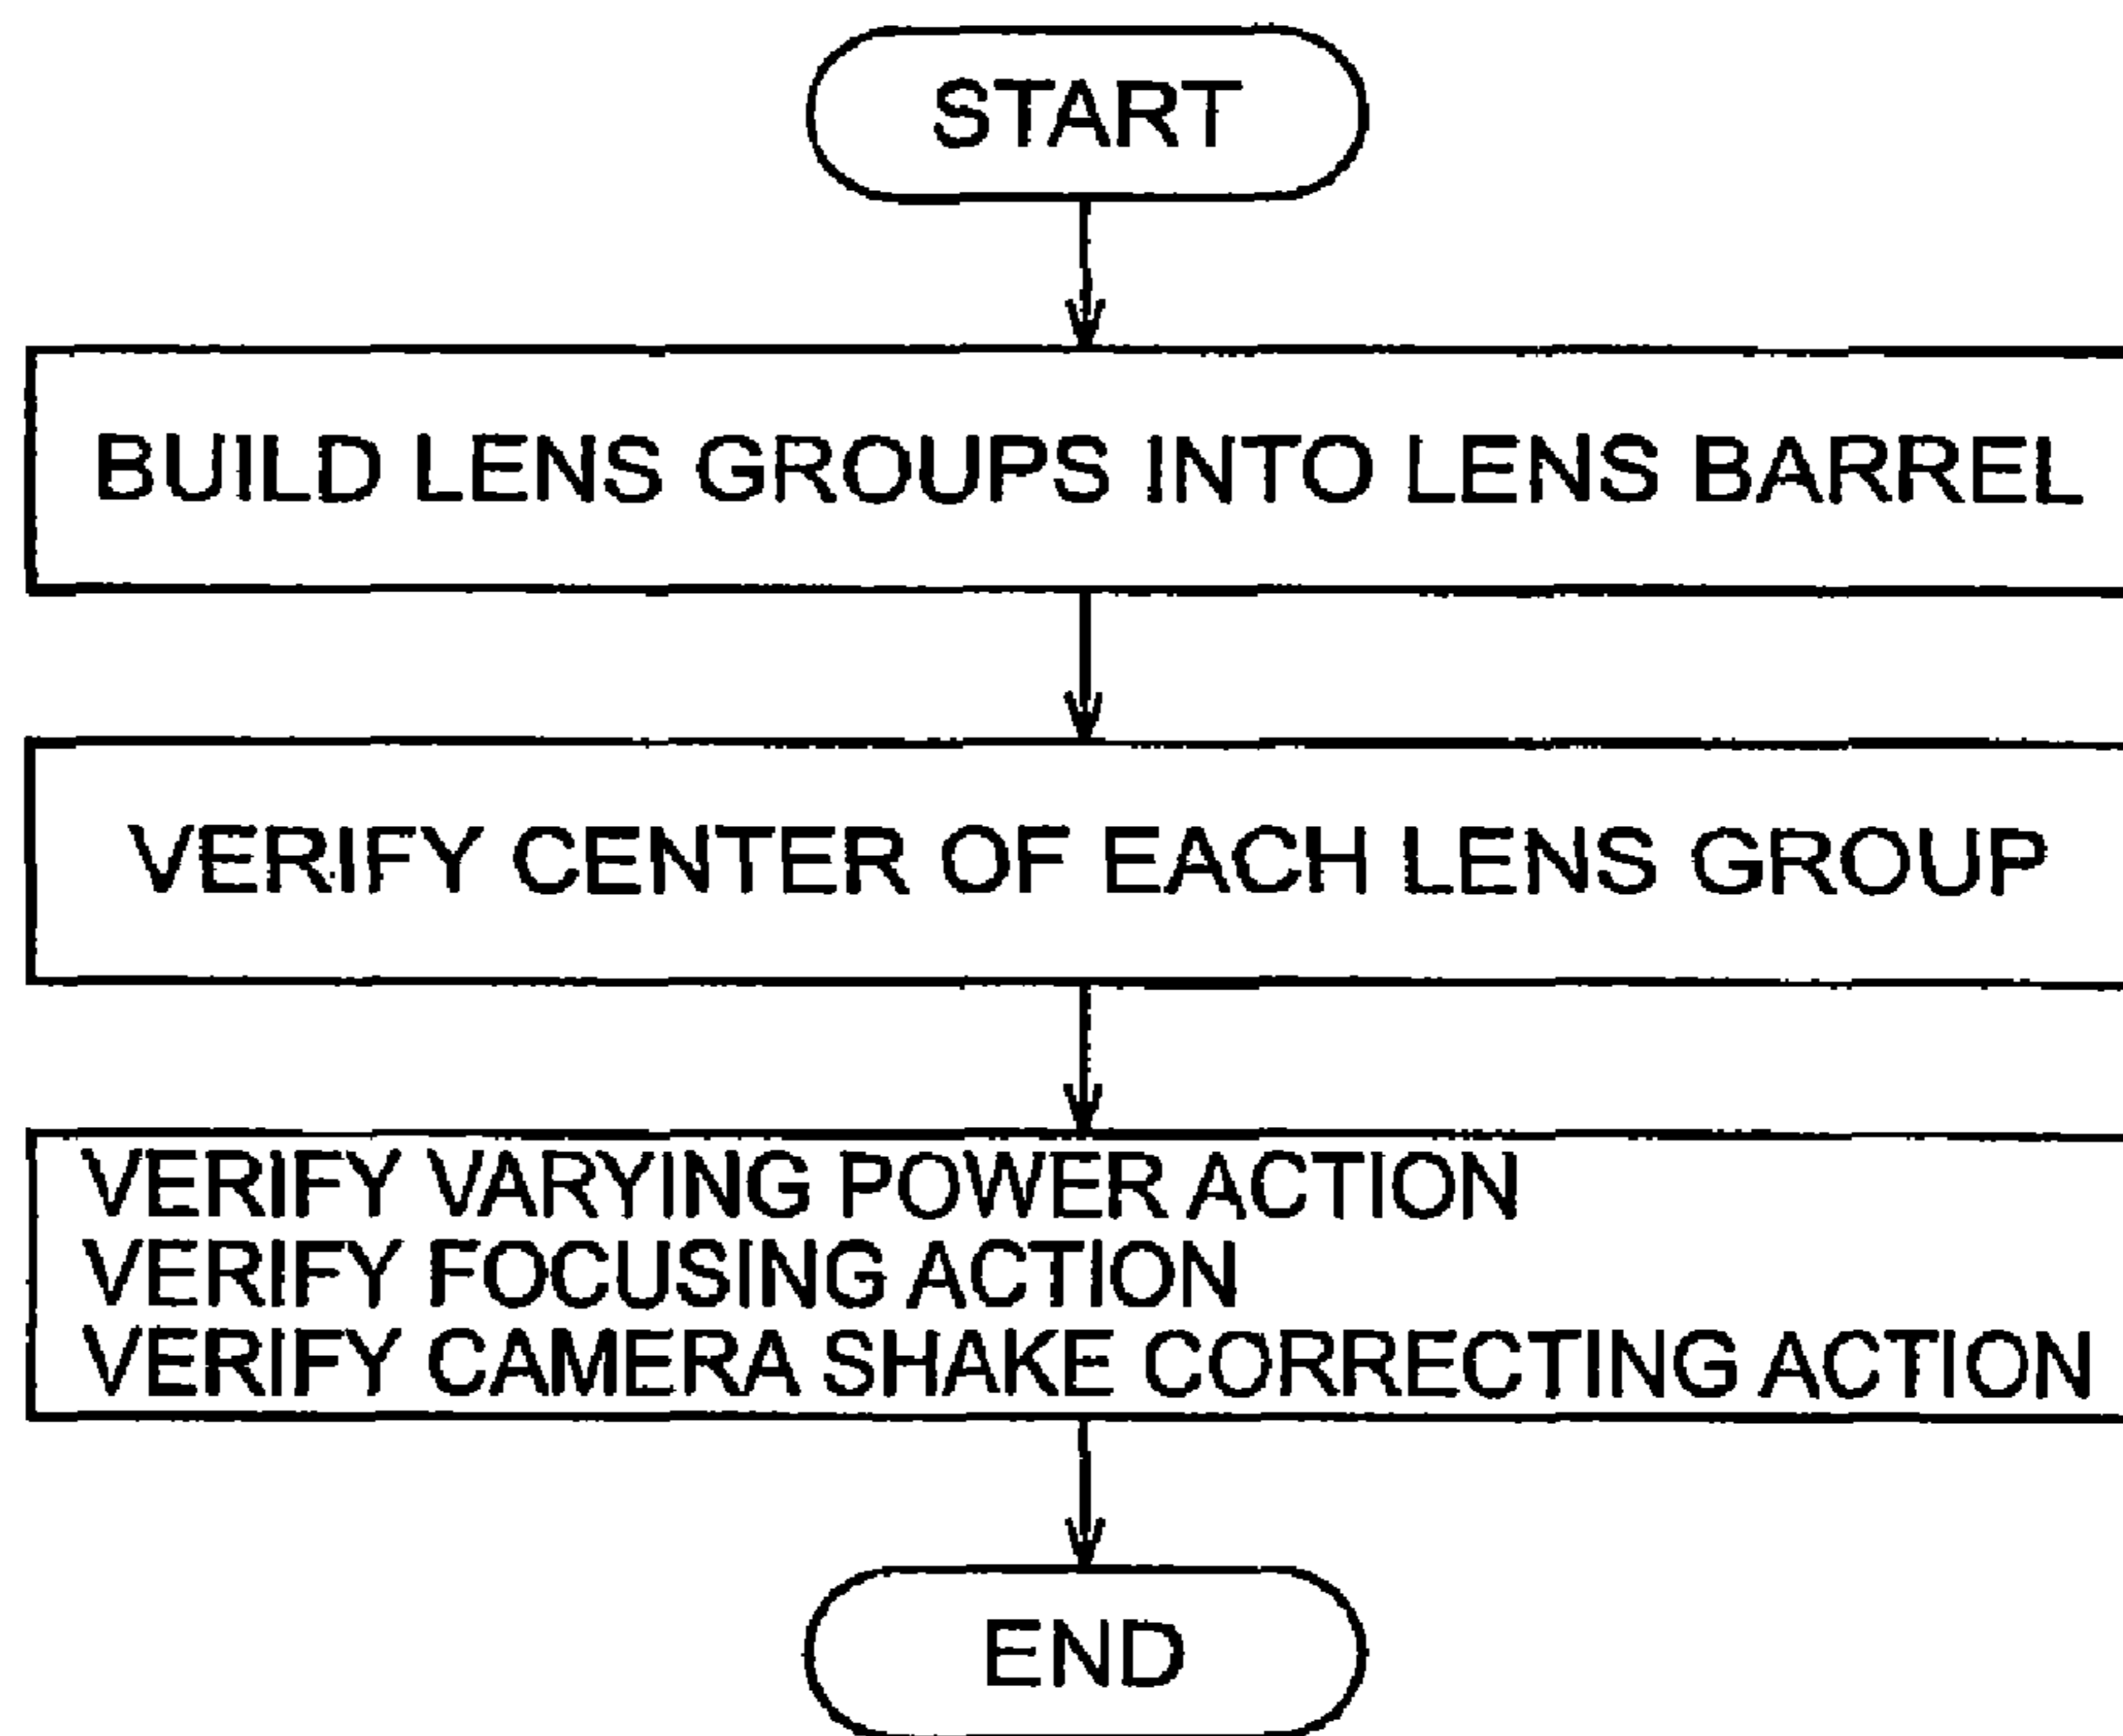 START
BUILD LENS GROUPS INTO LENS BARREL
VERIFY CENTER OF EACH LENS GROUP
VERIFY VARYING POWER ACTION
VERIFY FOCUSING ACTION
VERIFY CAMERA SHAKE CORRECTING ACTION
END